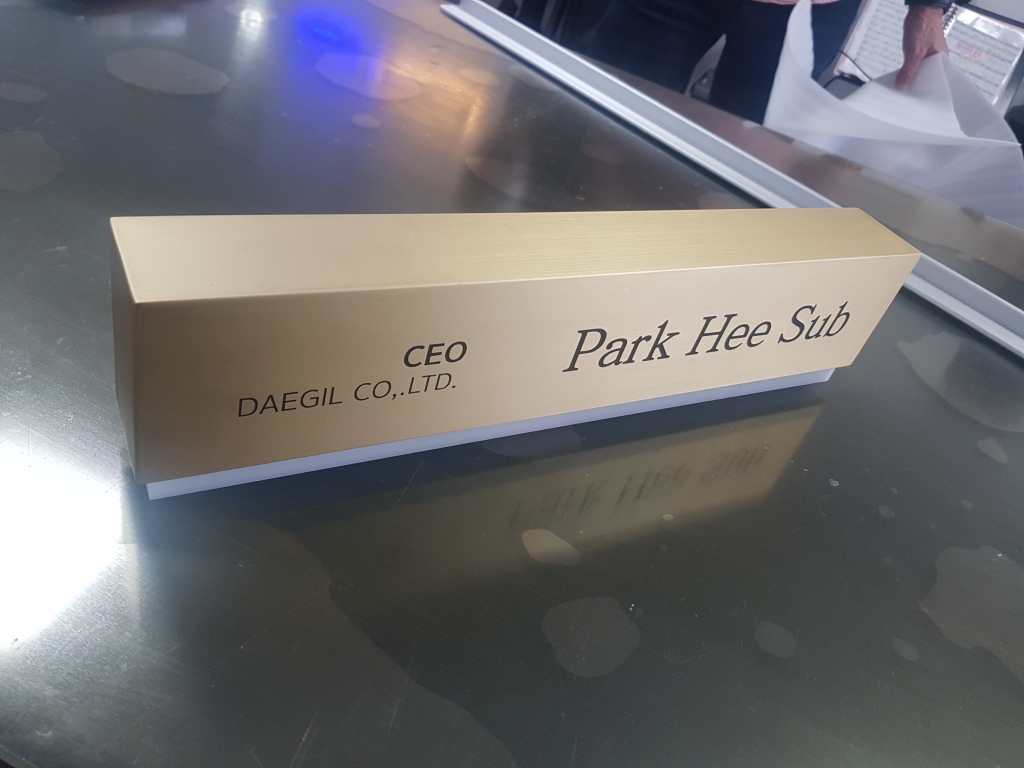 CEO
DAEGIL CO,.LTD.
Park Hee Sub